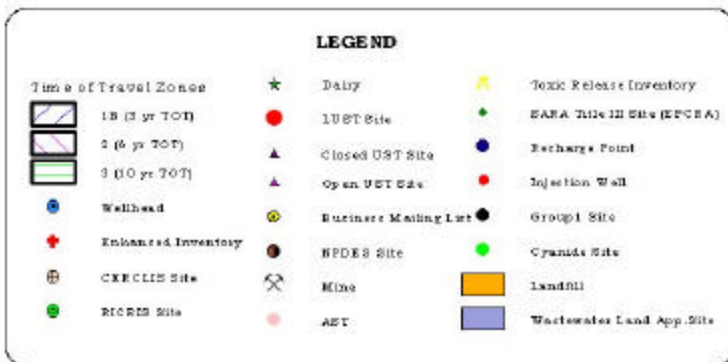 LEGEND
Time of Travel Zones
1B (3 yr TOT)
2 (6 yr TOT)
3 (10 yr TOT)
Wellhead
Enhanced Inventory
CERCLIS Site
RICRIS Site
Dairy
LUST Site
Closed UST Site
Open UST Site
Business Mailing List
NPDES Site
Mine
AST
Toxic Release Inventory
SARA Title III Site (EPCRA)
Recharge Point
Injection Well
Group1 Site
Cyanide Site
Landfill
Wastewater Land App. Site